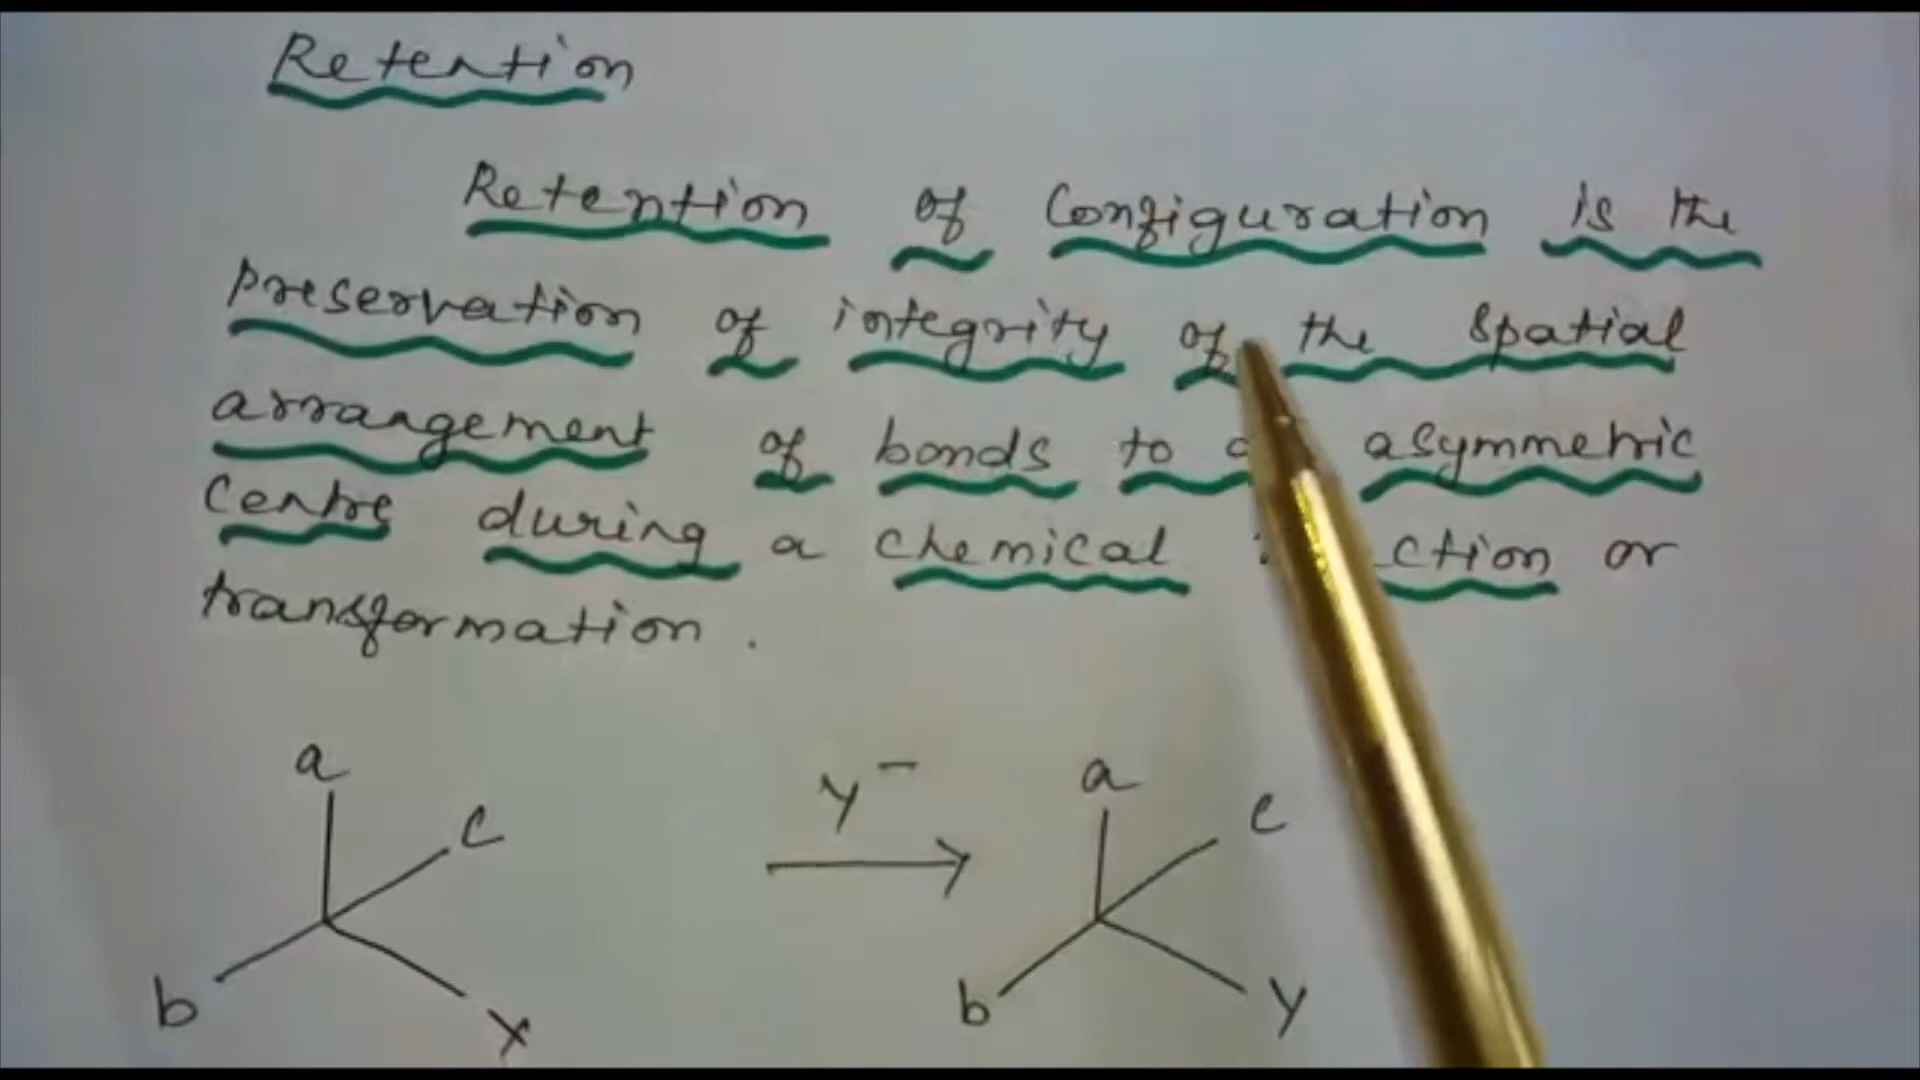 Retention
Retention of Configuration is the
preservation of integrity of the spatial
arrangement of bonds to asymmetric
centre during a chemical or
transformation .
a
c
b
x
y⁻
a
c
b
y